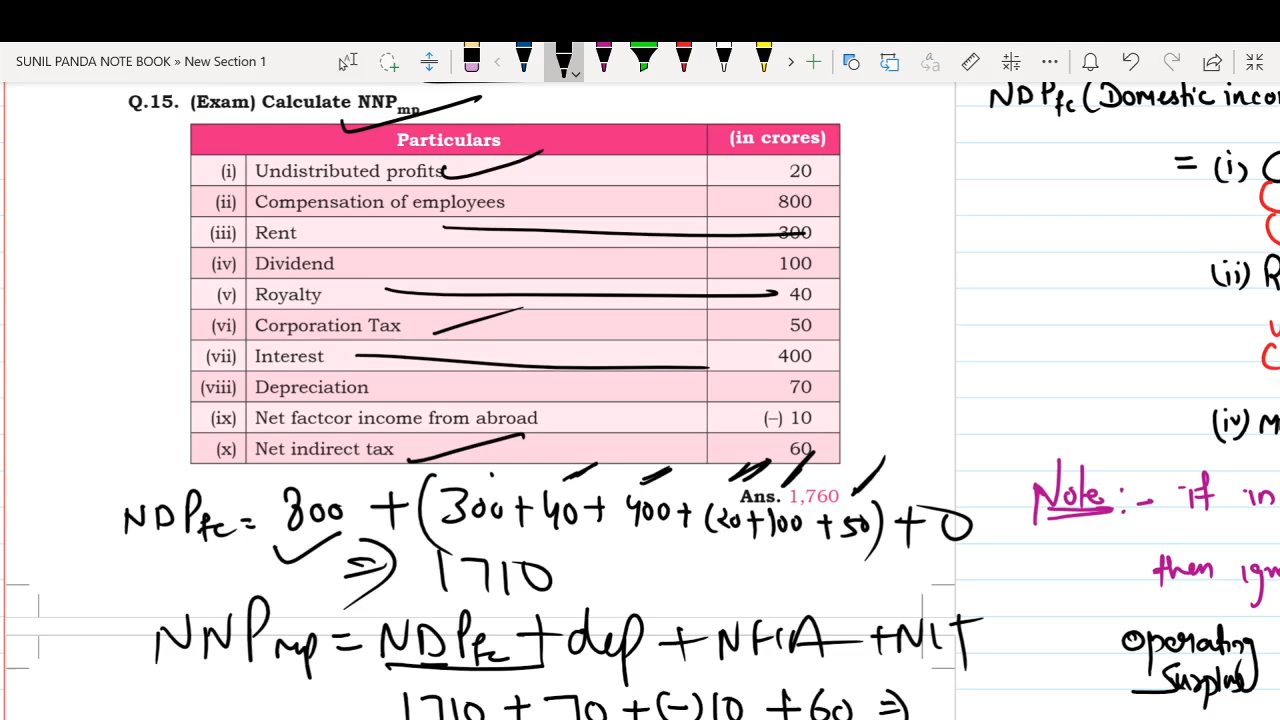 SUNIL PANDA NOTE BOOK » New Section 1
Q.15. (Exam) Calculate NNPmp
Particulars (in crores)
(i) Undistributed profits 20
(ii) Compensation of employees 800
(iii) Rent 300
(iv) Dividend 100
(v) Royalty 40
(vi) Corporation Tax 50
(vii) Interest 400
(viii) Depreciation 70
(ix) Net factcor income from abroad (–) 10
(x) Net indirect tax 60
Ans. 1,760
NDPfc = 800 + (300 + 40 + 400 + (20+100 + 50) + 0
⇒ 1710
NNPmp = NDPfc + dep + NFIA + NIT
1710 + 70 + (-)10 + 60 ⇒
NDPfc (Domestic incom
= (i) C
(ii) R
(iv) M
Note :- if in
then ign
Operating
Surplus